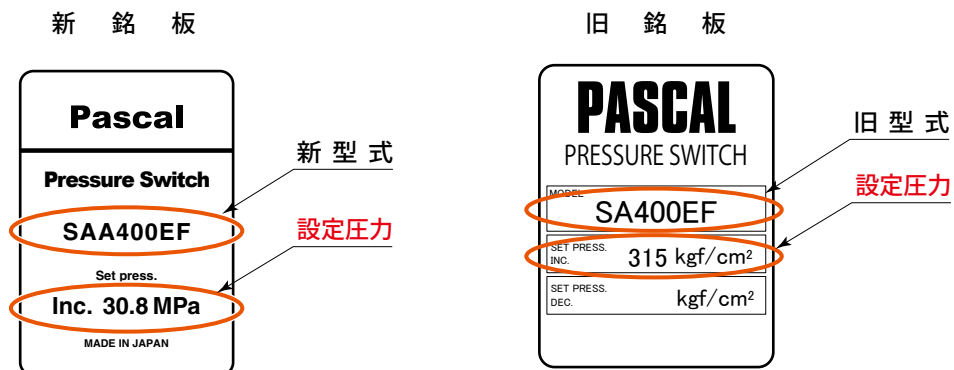 新銘板
Pascal
Pressure Switch
SAA400EF
Set press.
Inc. 30.8 MPa
MADE IN JAPAN
新型式
設定圧力
旧銘板
PASCAL
PRESSURE SWITCH
MODEL
SA400EF
SET PRESS.
INC. 315 kgf/cm²
SET PRESS.
DEC. kgf/cm²
旧型式
設定圧力